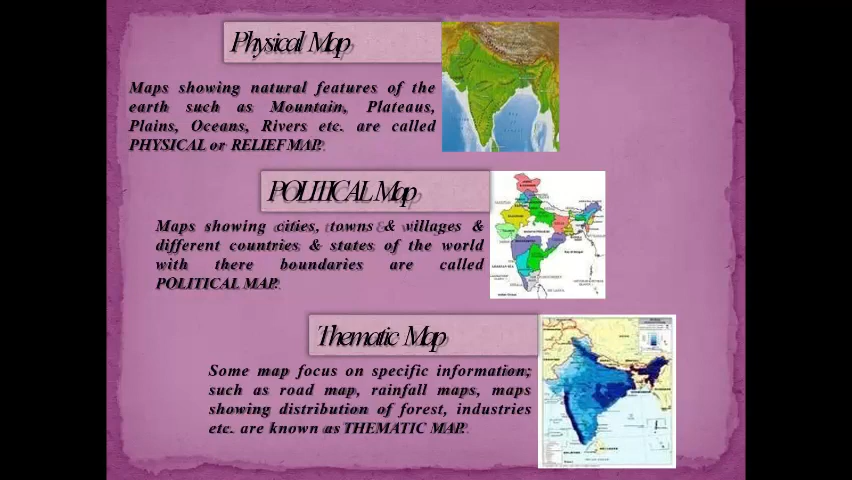 Physical Map
Maps showing natural features of the
earth such as Mountain, Plateaus,
Plains, Oceans, Rivers etc. are called
PHYSICAL or RELIEF MAP.
POLITICAL Map
Maps showing cities, towns & villages &
different countries & states of the world
with there boundaries are called
POLITICAL MAP.
Thematic Map
Some map focus on specific information;
such as road map, rainfall maps, maps
showing distribution of forest, industries
etc. are known as THEMATIC MAP.